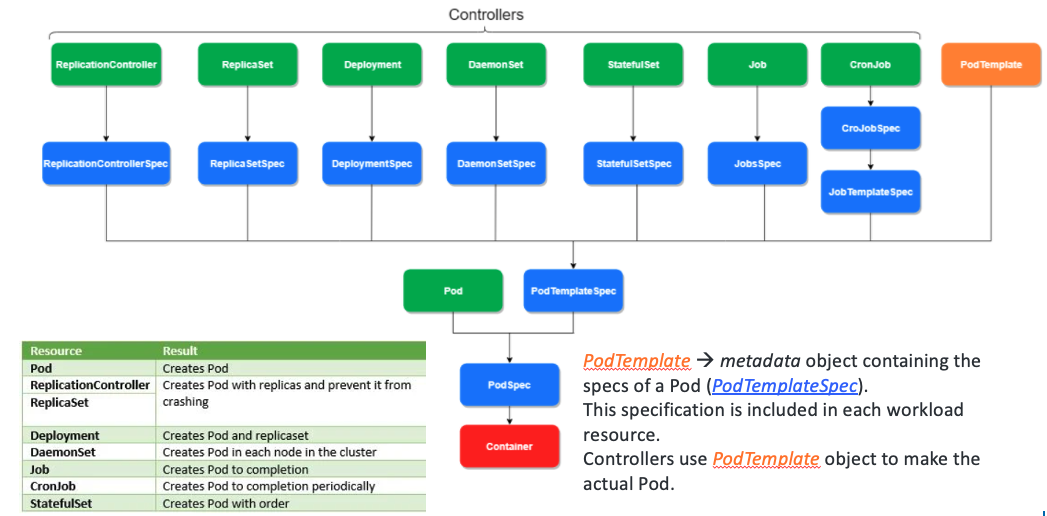 Controllers
ReplicationController
ReplicaSet
Deployment
DaemonSet
StatefulSet
Job
CronJob
PodTemplate
CroJobSpec
ReplicationControllerSpec
ReplicaSetSpec
DeploymentSpec
DaemonSetSpec
StatefulSetSpec
JobsSpec
JobTemplateSpec
Pod
PodTemplateSpec
PodSpec
Container
Resource Result
Pod Creates Pod
ReplicationController Creates Pod with replicas and prevent it from
ReplicaSet crashing
Deployment Creates Pod and replicaset
DaemonSet Creates Pod in each node in the cluster
Job Creates Pod to completion
CronJob Creates Pod to completion periodically
StatefulSet Creates Pod with order
PodTemplate → metadata object containing the
specs of a Pod (PodTemplateSpec).
This specification is included in each workload
resource.
Controllers use PodTemplate object to make the
actual Pod.